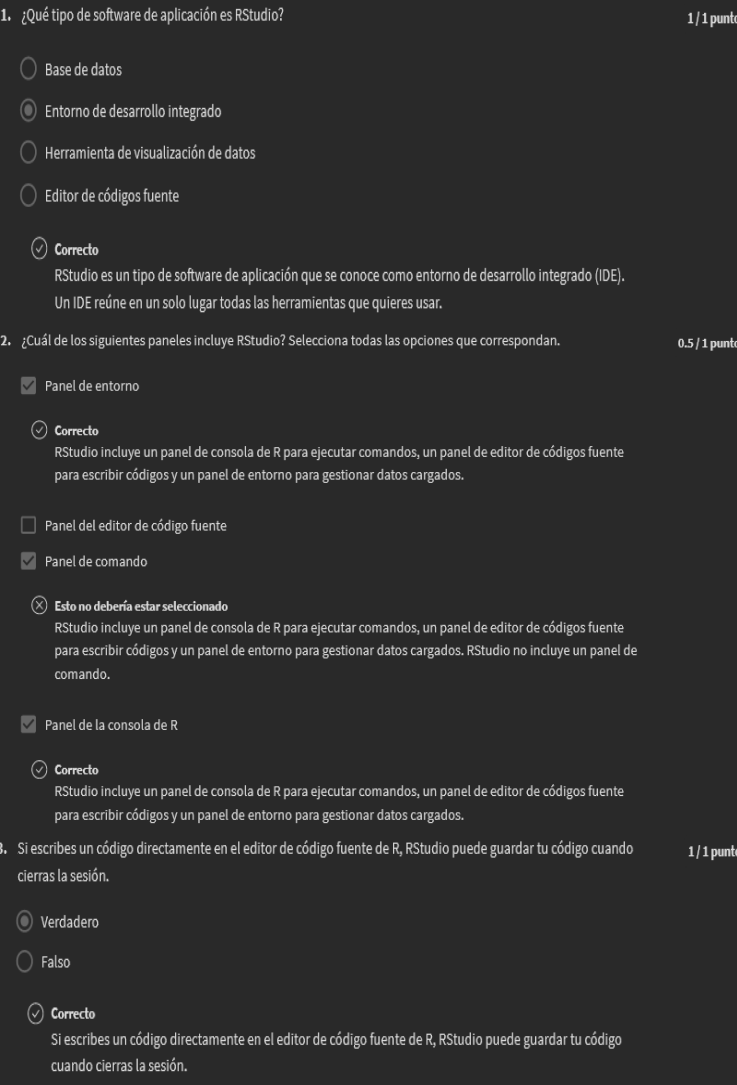 1. ¿Qué tipo de software de aplicación es RStudio?
1 / 1 punto
Base de datos
Entorno de desarrollo integrado
Herramienta de visualización de datos
Editor de códigos fuente
Correcto
RStudio es un tipo de software de aplicación que se conoce como entorno de desarrollo integrado (IDE).
Un IDE reúne en un solo lugar todas las herramientas que quieres usar.
2. ¿Cuál de los siguientes paneles incluye RStudio? Selecciona todas las opciones que correspondan.
0.5 / 1 punto
Panel de entorno
Correcto
RStudio incluye un panel de consola de R para ejecutar comandos, un panel de editor de códigos fuente
para escribir códigos y un panel de entorno para gestionar datos cargados.
Panel del editor de código fuente
Panel de comando
Esto no debería estar seleccionado
RStudio incluye un panel de consola de R para ejecutar comandos, un panel de editor de códigos fuente
para escribir códigos y un panel de entorno para gestionar datos cargados. RStudio no incluye un panel de
comando.
Panel de la consola de R
Correcto
RStudio incluye un panel de consola de R para ejecutar comandos, un panel de editor de códigos fuente
para escribir códigos y un panel de entorno para gestionar datos cargados.
3. Si escribes un código directamente en el editor de código fuente de R, RStudio puede guardar tu código cuando
cierras la sesión.
1 / 1 punto
Verdadero
Falso
Correcto
Si escribes un código directamente en el editor de código fuente de R, RStudio puede guardar tu código
cuando cierras la sesión.